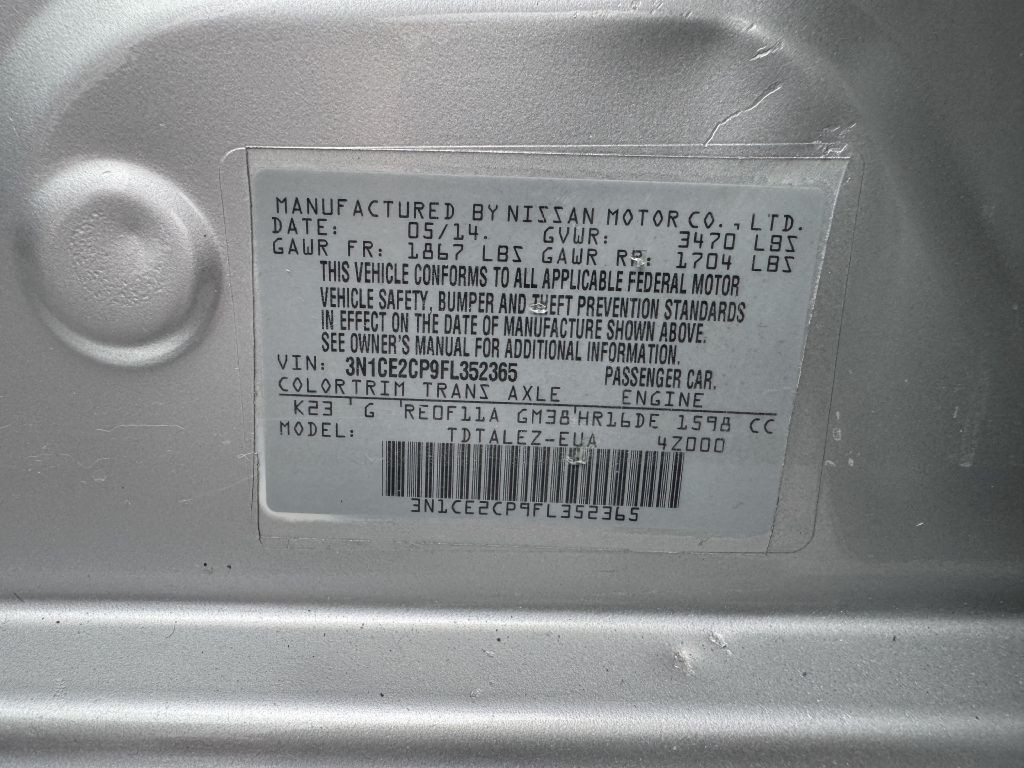 MANUFACTURED BY NISSAN MOTOR CO., LTD.
DATE: 05/14. GVWR: 3470 LBS
GAWR FR: 1867 LBS GAWR RR: 1704 LBS
THIS VEHICLE CONFORMS TO ALL APPLICABLE FEDERAL MOTOR
VEHICLE SAFETY, BUMPER AND THEFT PREVENTION STANDARDS
IN EFFECT ON THE DATE OF MANUFACTURE SHOWN ABOVE.
SEE OWNER'S MANUAL FOR ADDITIONAL INFORMATION.
VIN: 3N1CE2CP9FL352365 PASSENGER CAR.
COLOR TRIM TRANS AXLE ENGINE
K23 ' G 'RE0F11A GM38'HR16DE 1598 CC
MODEL: TDTALEZ-EUA 4Z000
3N1CE2CP9FL352365